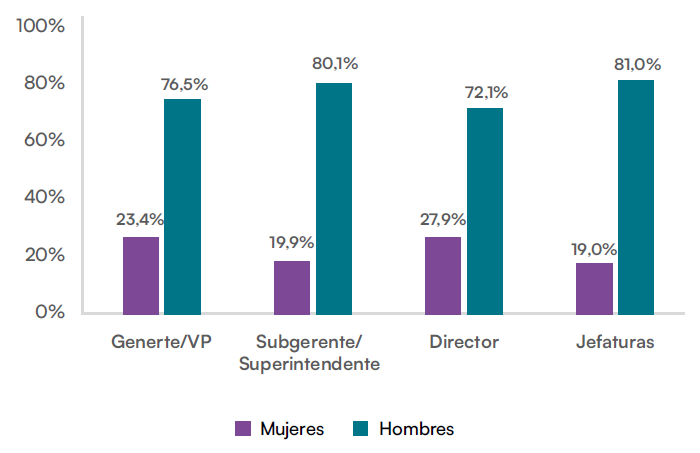 100%
80%
60%
40%
20%
0%
23,4%
76,5%
19,9%
80,1%
27,9%
72,1%
19,0%
81,0%
Generte/VP
Subgerente/
Superintendente
Director
Jefaturas
Mujeres
Hombres